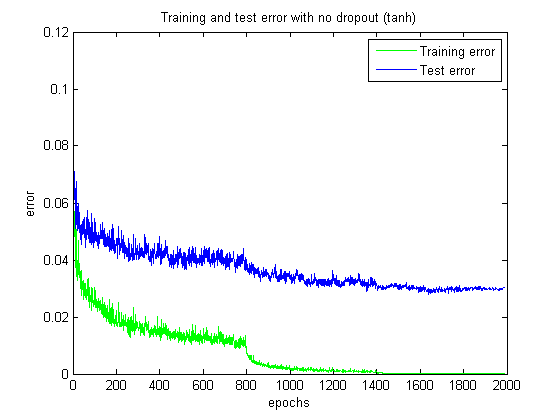 Training and test error with no dropout (tanh)
0.12
0.1
0.08
0.06
0.04
0.02
0
error
Training error
Test error
0 200 400 600 800 1000 1200 1400 1600 1800 2000
epochs